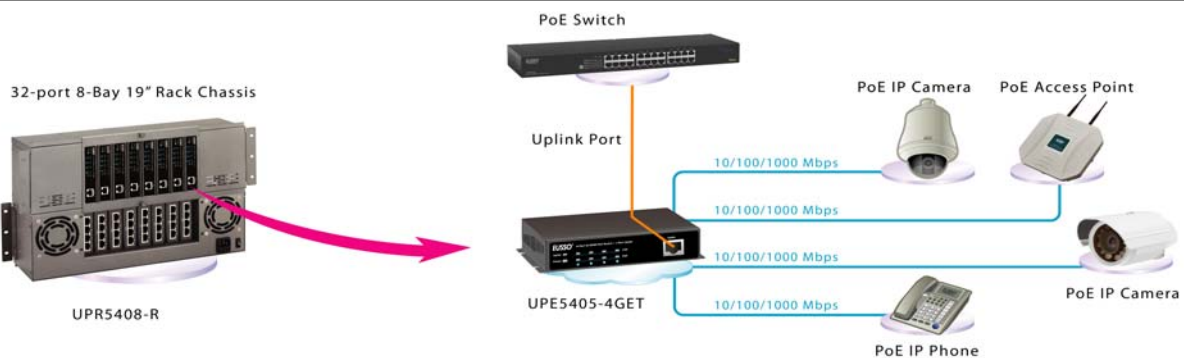 PoE Switch
32-port 8-Bay 19" Rack Chassis
PoE IP Camera
PoE Access Point
Uplink Port
10/100/1000 Mbps
10/100/1000 Mbps
EUSSO
10/100/1000 Mbps
UPE5405-4GET
PoE IP Camera
10/100/1000 Mbps
UPR5408-R
PoE IP Phone